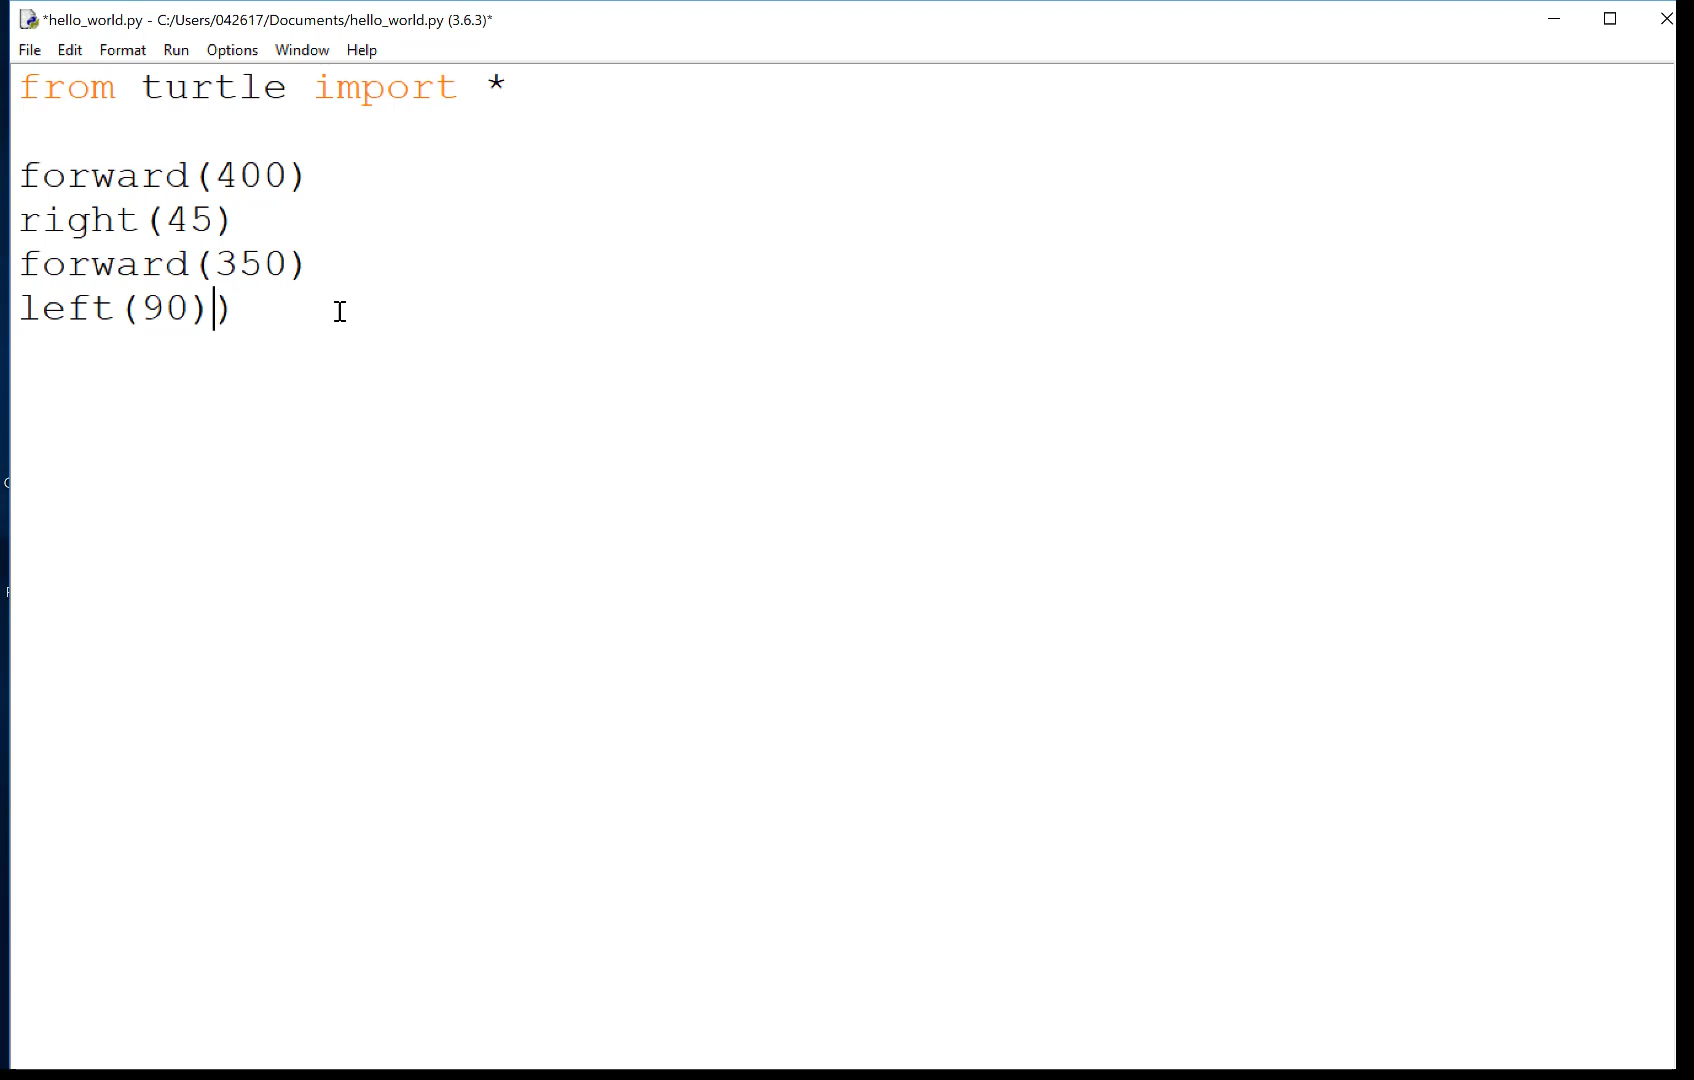 *hello_world.py - C:/Users/042617/Documents/hello_world.py (3.6.3)*
File Edit Format Run Options Window Help
from turtle import *
forward(400)
right(45)
forward(350)
left(90))